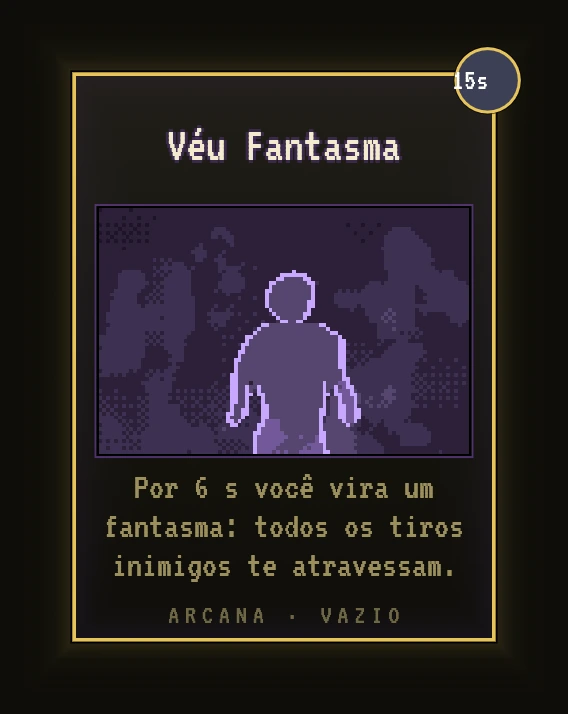 15s
Véu Fantasma
Por 6 s você vira um
fantasma: todos os tiros
inimigos te atravessam.
ARCANA · VAZIO